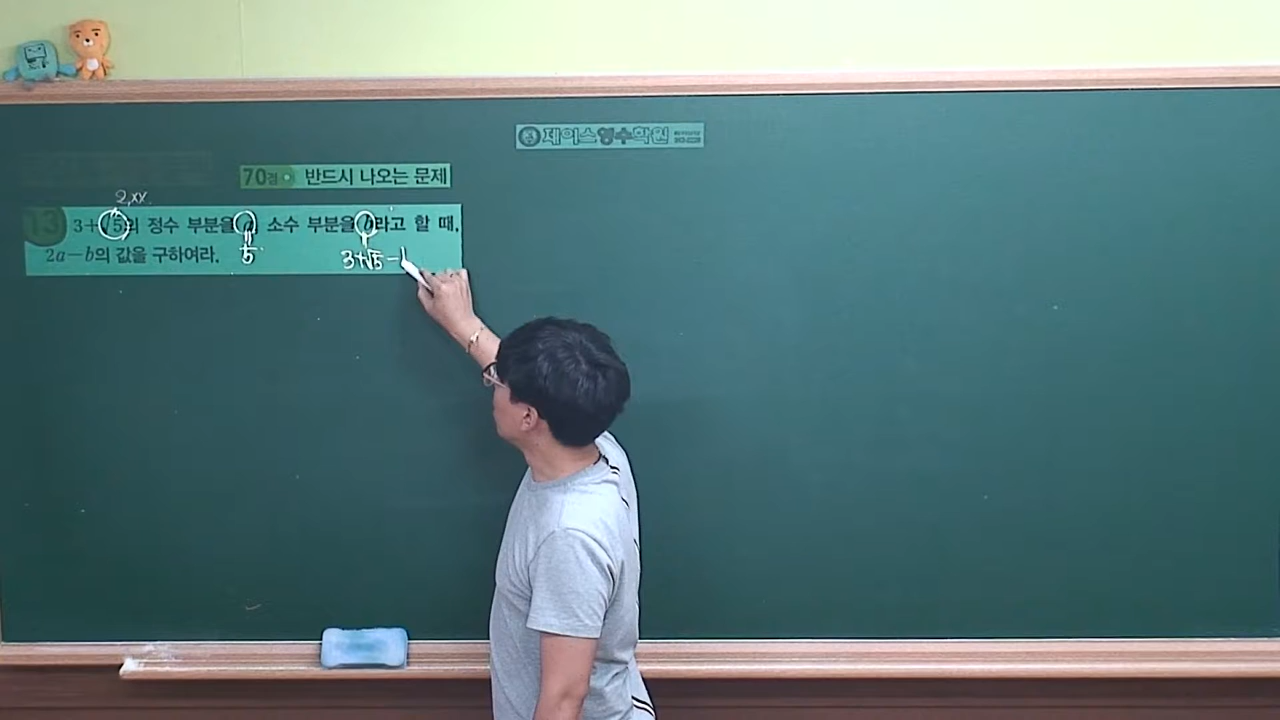 제이스영수학원
70점 반드시 나오는 문제
2.xx
13 3+√5의 정수 부분을 a, 소수 부분을 b라고 할 때,
2a-b의 값을 구하여라.
5
3+√5-